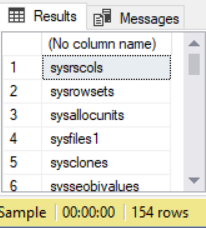 Results Messages
(No column name)
1 sysrscols
2 sysrowsets
3 sysallocunits
4 sysfiles1
5 sysclones
6 sysseobjvalues
Sample 00:00:00 154 rows